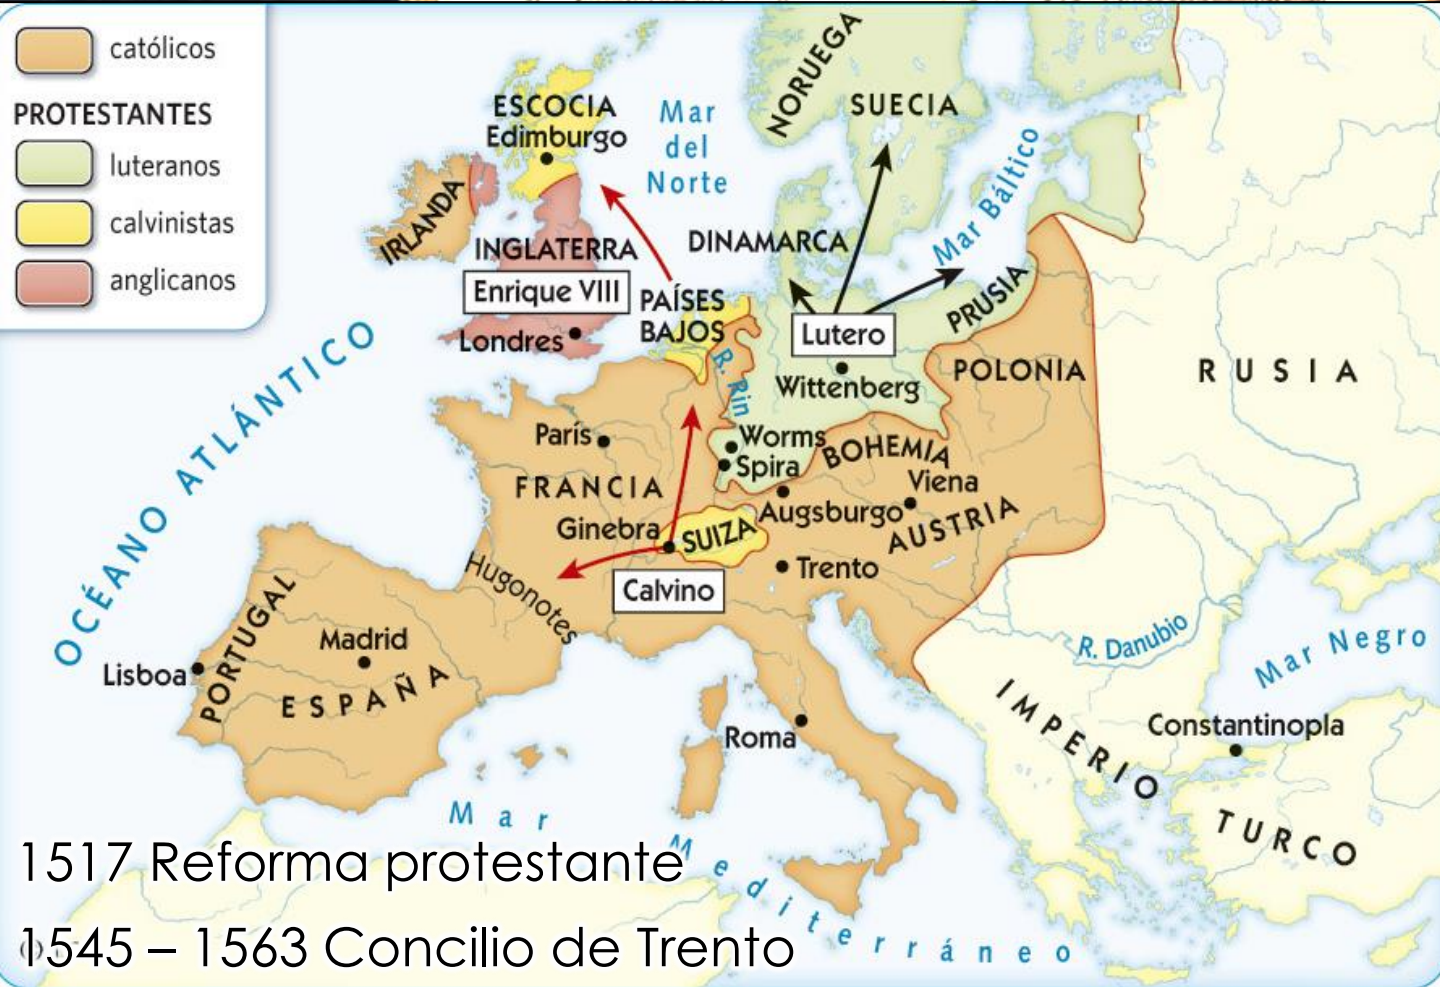 católicos
PROTESTANTES
luteranos
calvinistas
anglicanos
ESCOCIA
Edimburgo
Mar
del
Norte
NORUEGA
SUECIA
Mar Báltico
IRLANDA
INGLATERRA
Enrique VIII
Londres
DINAMARCA
PAÍSES
BAJOS
Lutero
PRUSIA
Wittenberg
POLONIA
RUSIA
R. Rin
OCÉANO ATLÁNTICO
París
FRANCIA
Worms
Spira
BOHEMIA
Viena
Augsburgo
AUSTRIA
Ginebra
SUIZA
Calvino
Trento
Hugonotes
PORTUGAL
Lisboa
Madrid
ESPAÑA
Roma
R. Danubio
Mar Negro
Constantinopla
IMPERIO
TURCO
Mar
Mediterráneo
1517 Reforma protestante
1545 – 1563 Concilio de Trento